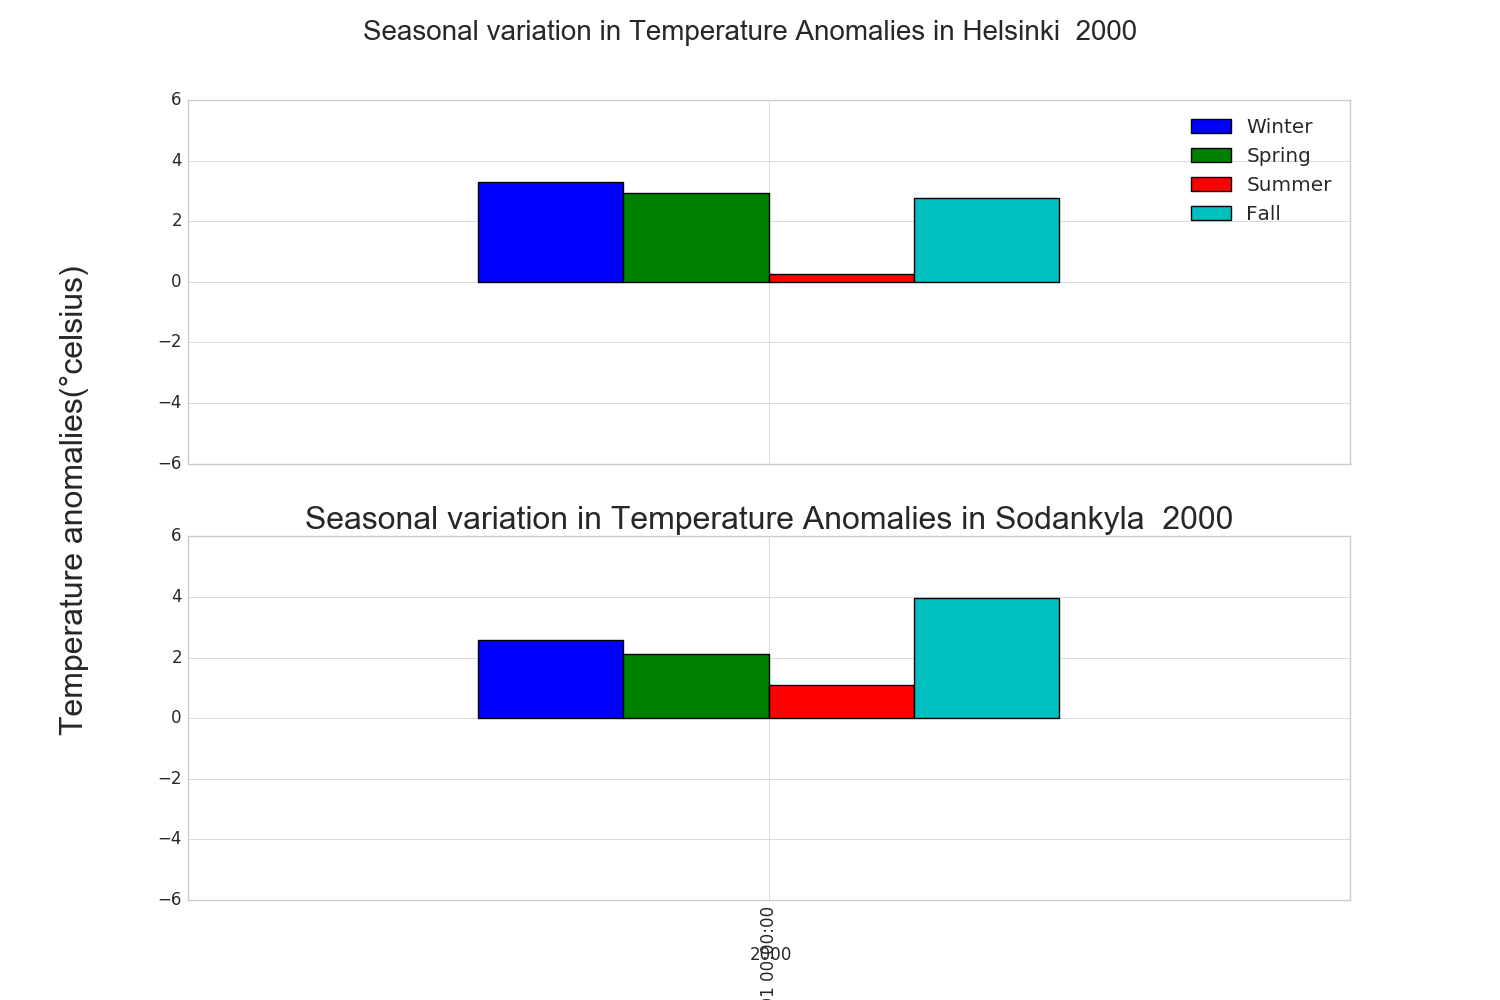 Seasonal variation in Temperature Anomalies in Helsinki  2000
6
4
2
0
−2
−4
−6
Winter
Spring
Summer
Fall
Temperature anomalies(°celsius)
Seasonal variation in Temperature Anomalies in Sodankyla  2000
6
4
2
0
−2
−4
−6
2000